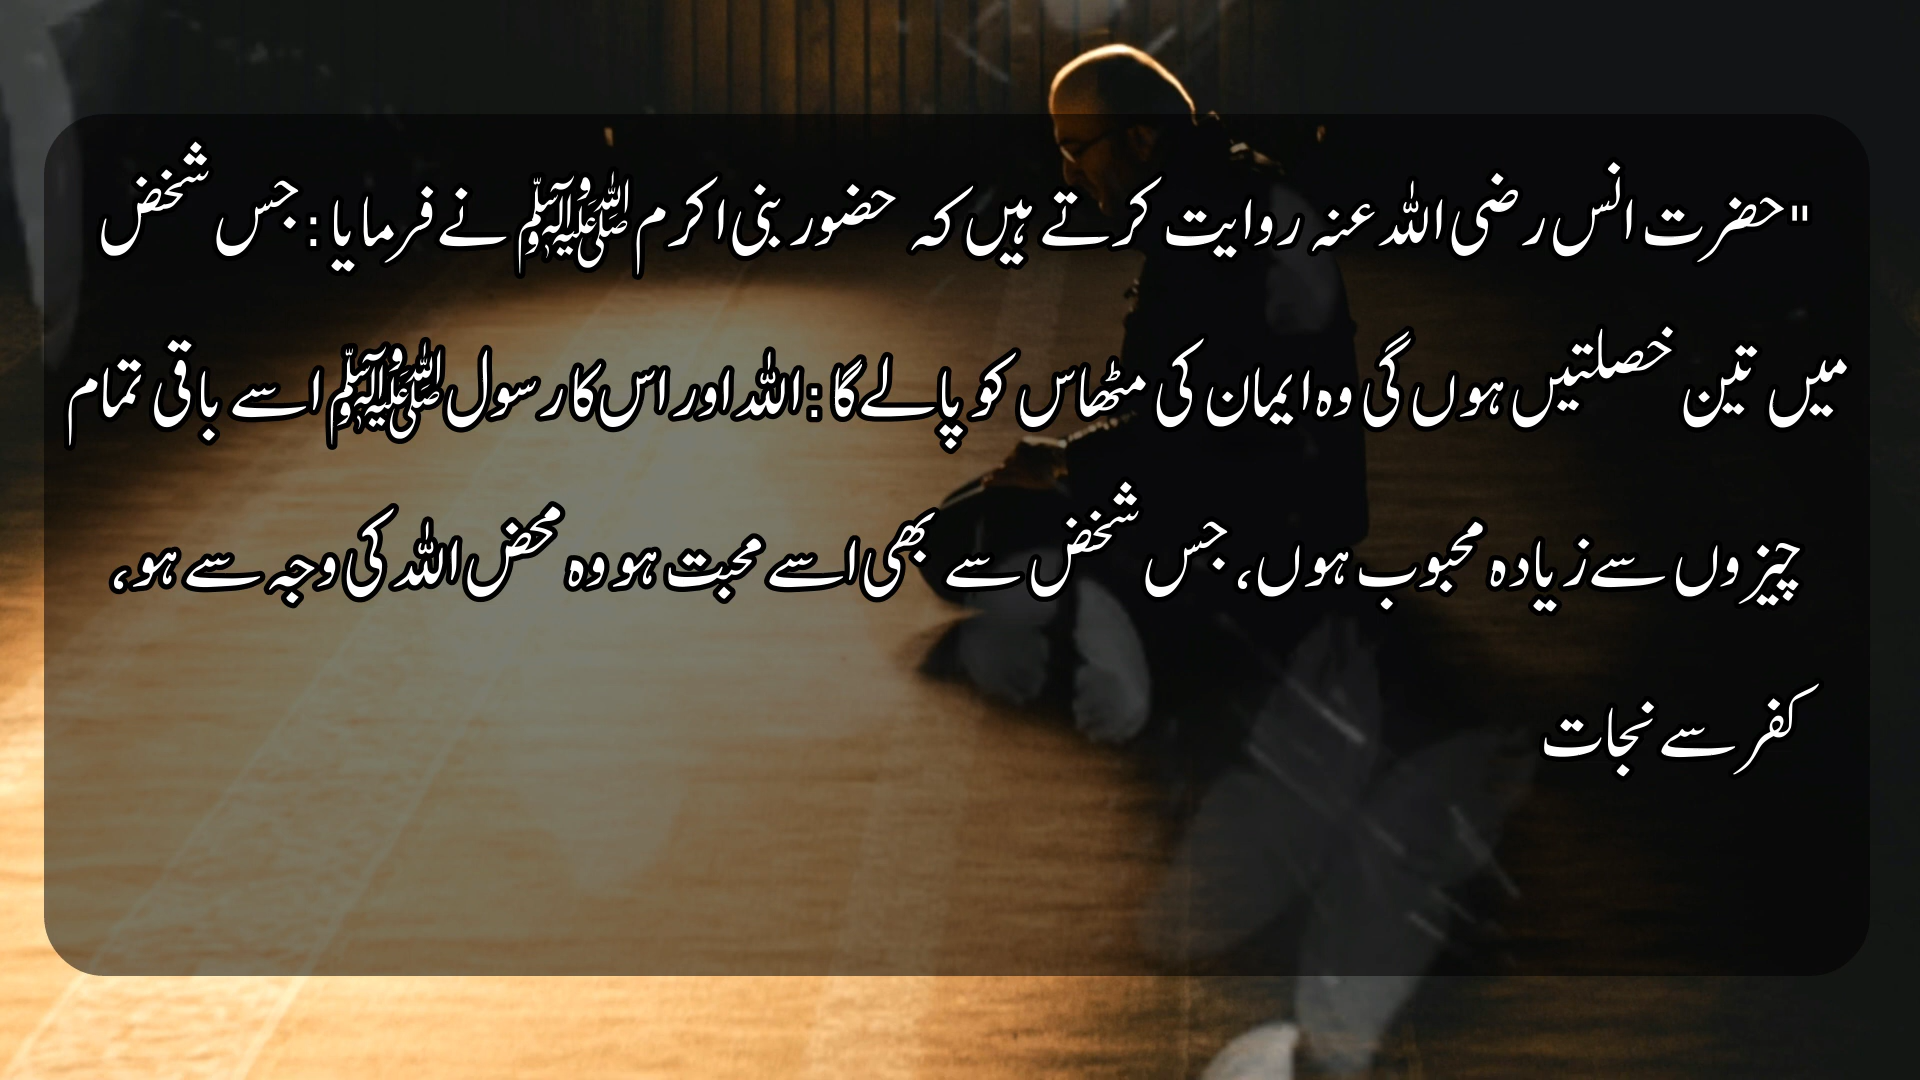 "حضرت انس رضی اللہ عنہ روایت کرتے ہیں کہ حضور نبی اکرم ﷺ نے فرمایا : جس شخص
میں تین خصلتیں ہوں گی وہ ایمان کی مٹھاس کو پالے گا : اللہ اور اس کا رسول ﷺ اسے باقی تمام
چیزوں سے زیادہ محبوب ہوں، جس شخص سے بھی اسے محبت ہو وہ محض اللہ کی وجہ سے ہو،
کفر سے نجات